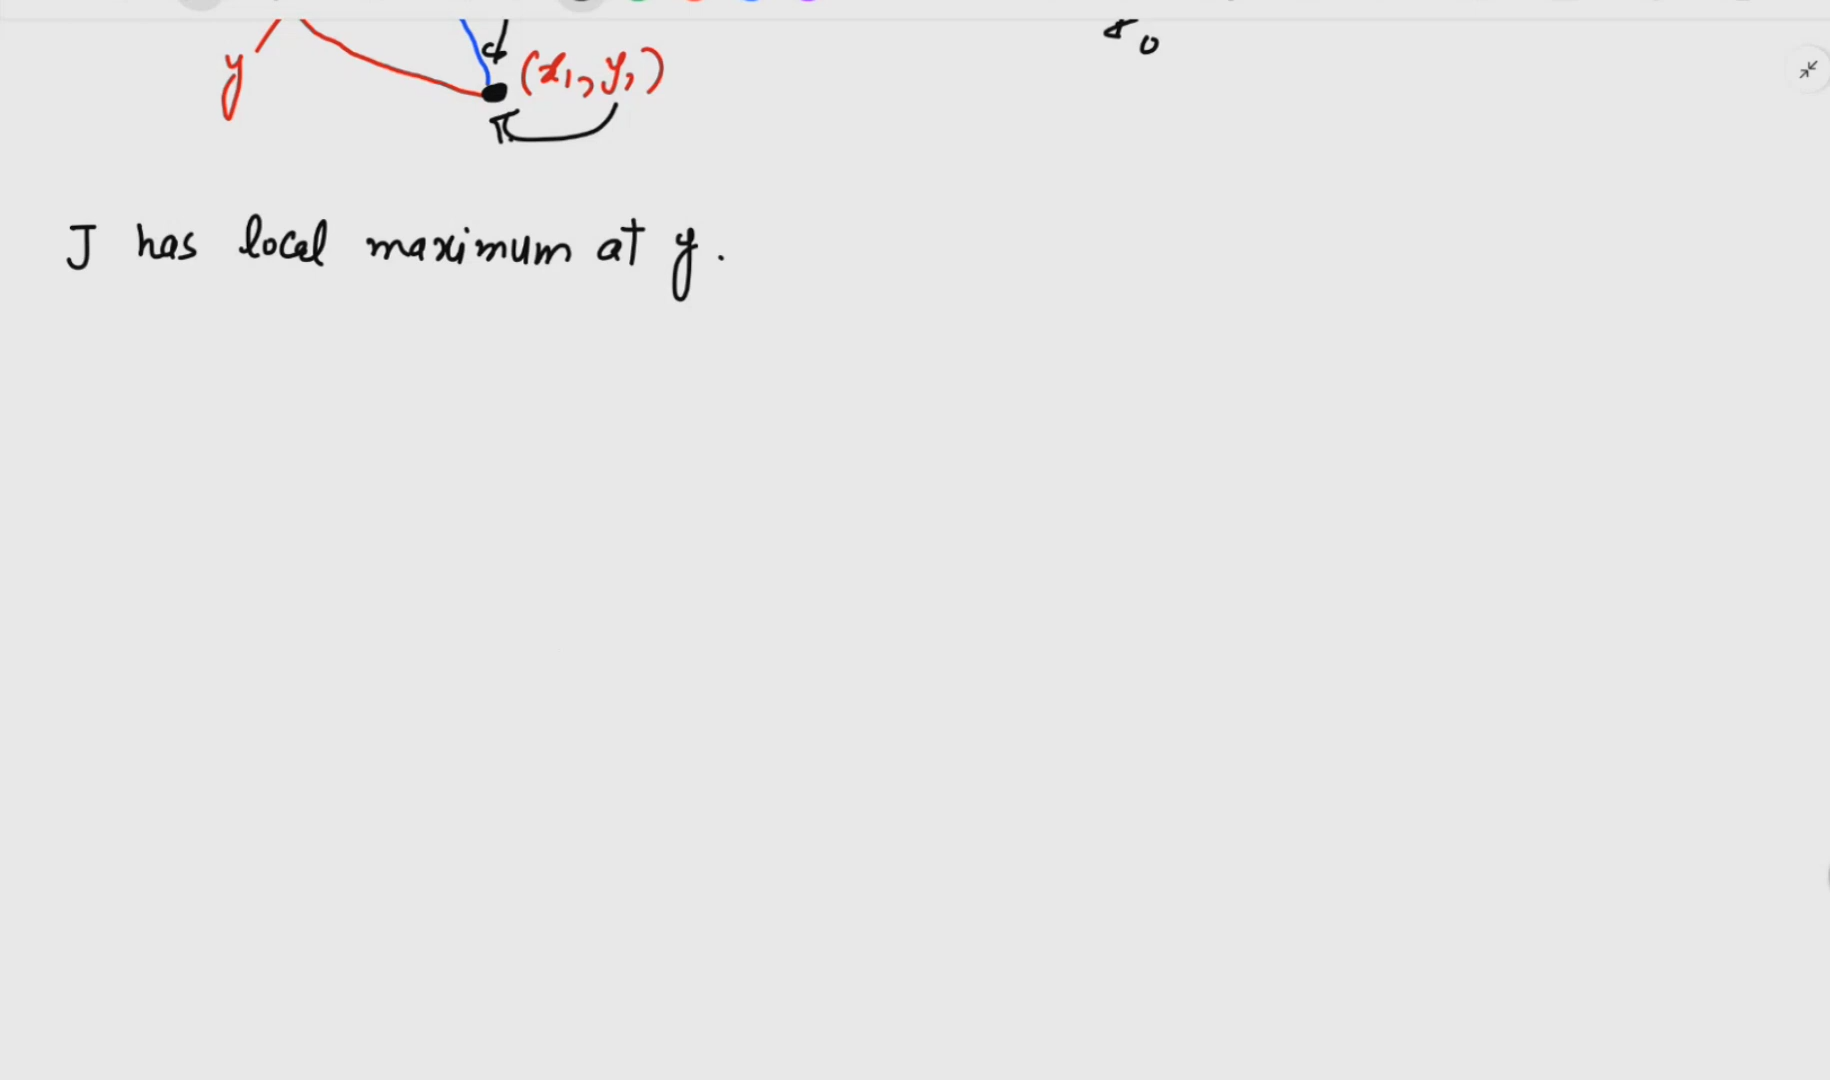 x₀
y (x₁, y₁)
J has local maximum at y.